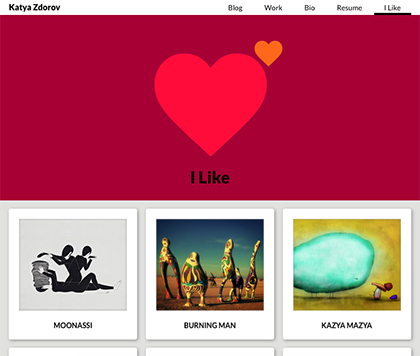 Katya Zdorov
Blog Work Bio Resume I Like
I Like
MOONASSI BURNING MAN KAZYA MAZYA